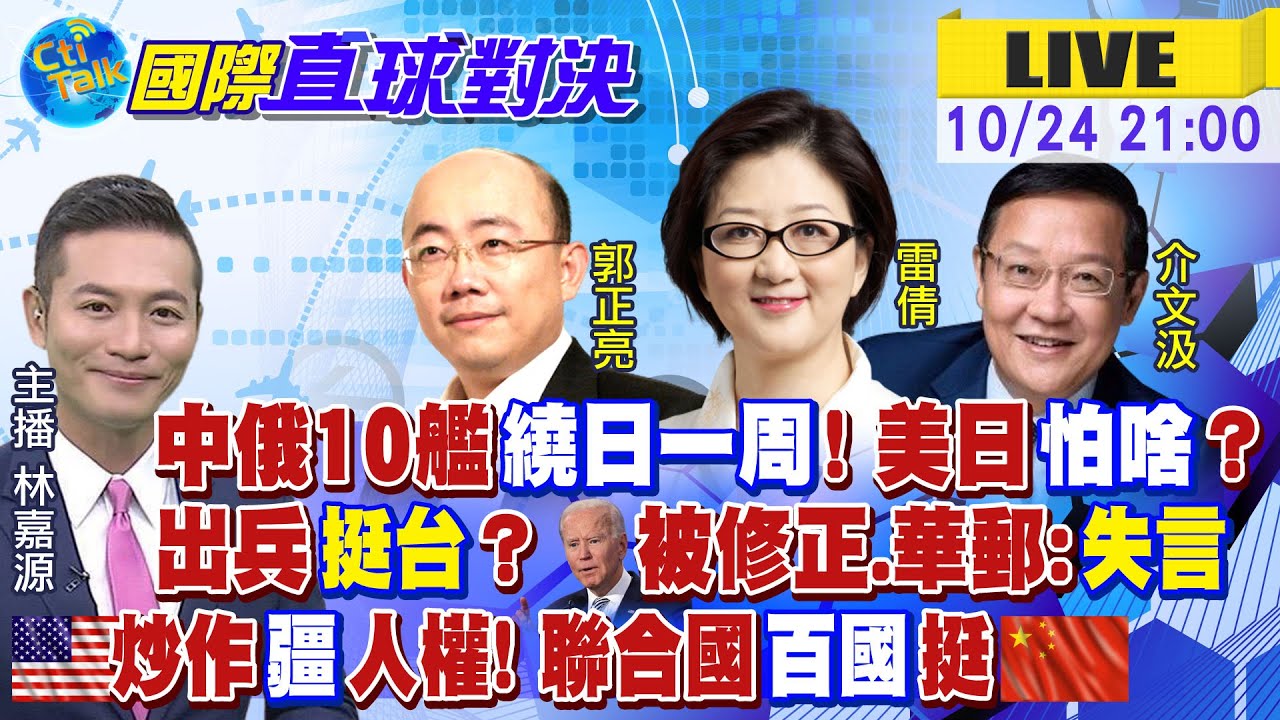 Cti Talk
國際直球對決
LIVE
10/24 21:00
主播 林嘉源
郭正亮
雷倩
介文汲
中俄10艦繞日一周! 美日怕啥?
出兵挺台? 被修正.華郵:失言
炒作疆人權! 聯合國百國挺